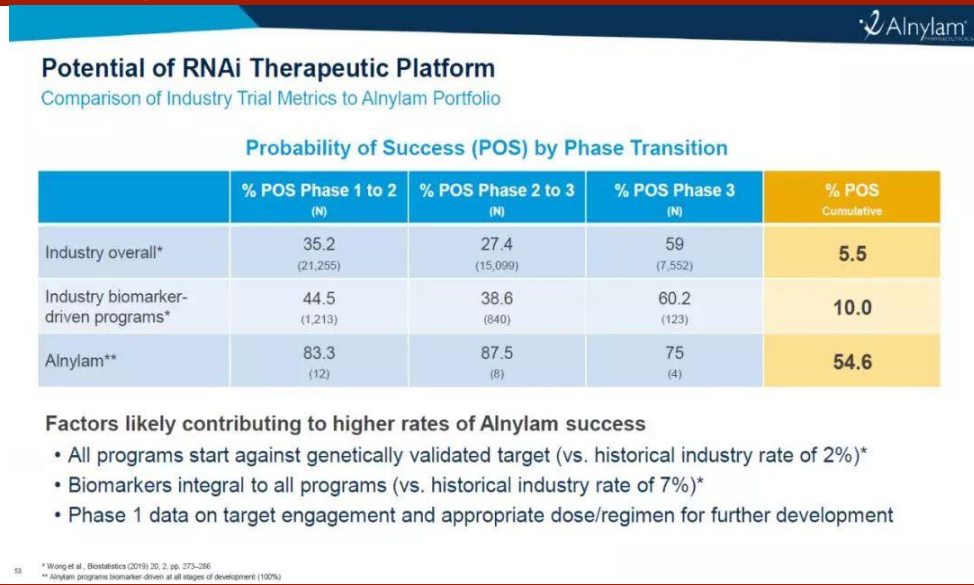 Alnylam
PHARMACEUTICALS
Potential of RNAi Therapeutic Platform
Comparison of Industry Trial Metrics to Alnylam Portfolio
Probability of Success (POS) by Phase Transition
% POS Phase 1 to 2 % POS Phase 2 to 3 % POS Phase 3 % POS
(N) (N) (N) Cumulative
Industry overall* 35.2 27.4 59 5.5
(21,255) (15,099) (7,552)
Industry biomarker- 44.5 38.6 60.2 10.0
driven programs* (1,213) (840) (123)
Alnylam** 83.3 87.5 75 54.6
(12) (8) (4)
Factors likely contributing to higher rates of Alnylam success
• All programs start against genetically validated target (vs. historical industry rate of 2%)*
• Biomarkers integral to all programs (vs. historical industry rate of 7%)*
• Phase 1 data on target engagement and appropriate dose/regimen for further development
* Wong et al., Biostatistics (2019) 20, 2, pp. 273–286
53 ** Alnylam programs biomarker-driven at all stages of development (100%)